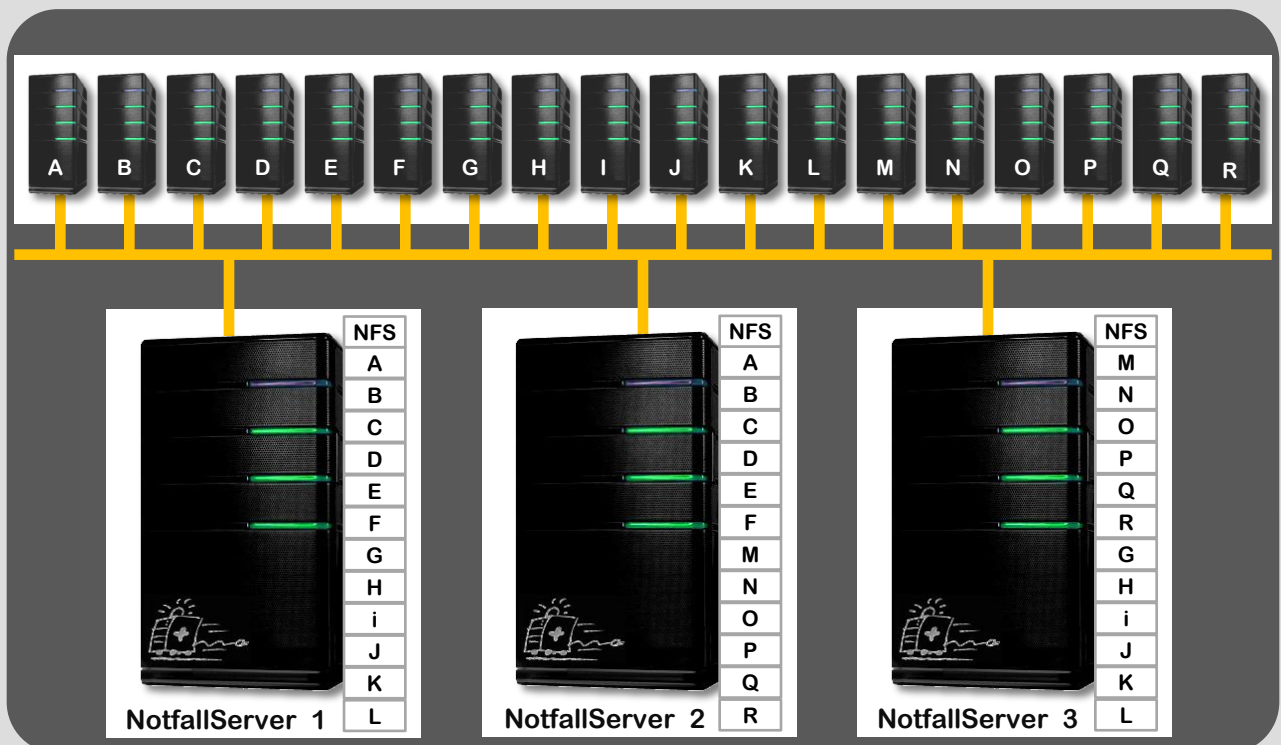 A B C D E F G H I J K L M N O P Q R
NFS
A
B
C
D
E
F
G
H
i
J
K
L
NotfallServer 1
NFS
A
B
C
D
E
F
M
N
O
P
Q
R
NotfallServer 2
NFS
M
N
O
P
Q
R
G
H
i
J
K
L
NotfallServer 3